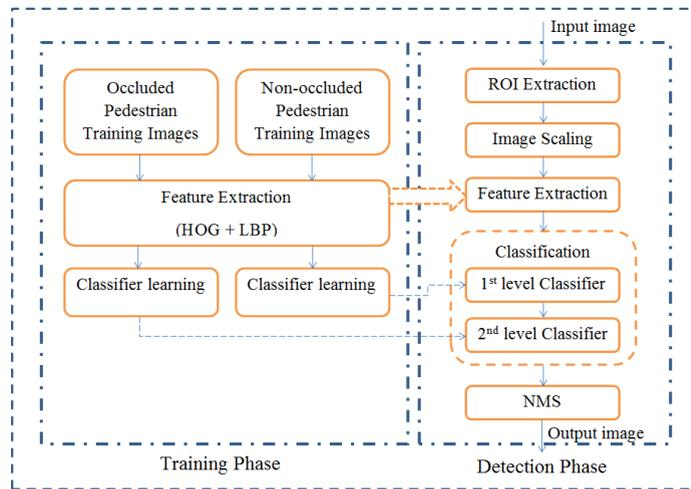 Input image
Occluded
Pedestrian
Training Images
Non-occluded
Pedestrian
Training Images
Feature Extraction
(HOG + LBP)
Classifier learning
Classifier learning
Training Phase
ROI Extraction
Image Scaling
Feature Extraction
Classification
1st level Classifier
2nd level Classifier
NMS
Output image
Detection Phase